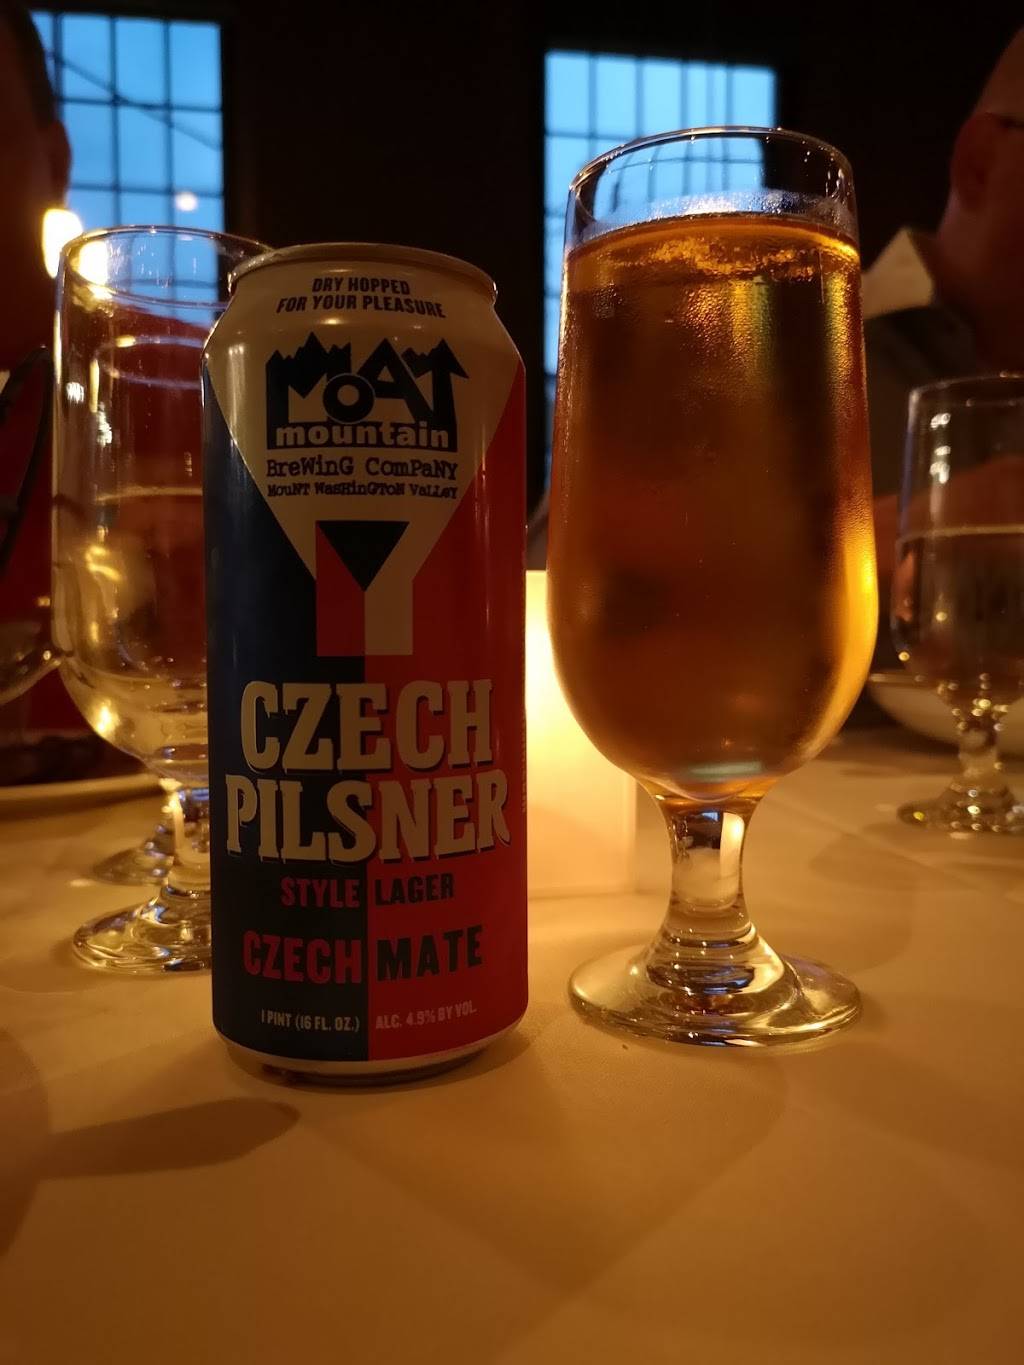 DRY HOPPED
FOR YOUR PLEASURE
MOAT
mountain
BReWinG ComPaNY
MOuNT WasHinGToN VaLLeY
CZECH
PILSNER
STYLE LAGER
CZECH MATE
1 PINT (16 FL. OZ.) ALC. 4.9% BY VOL.